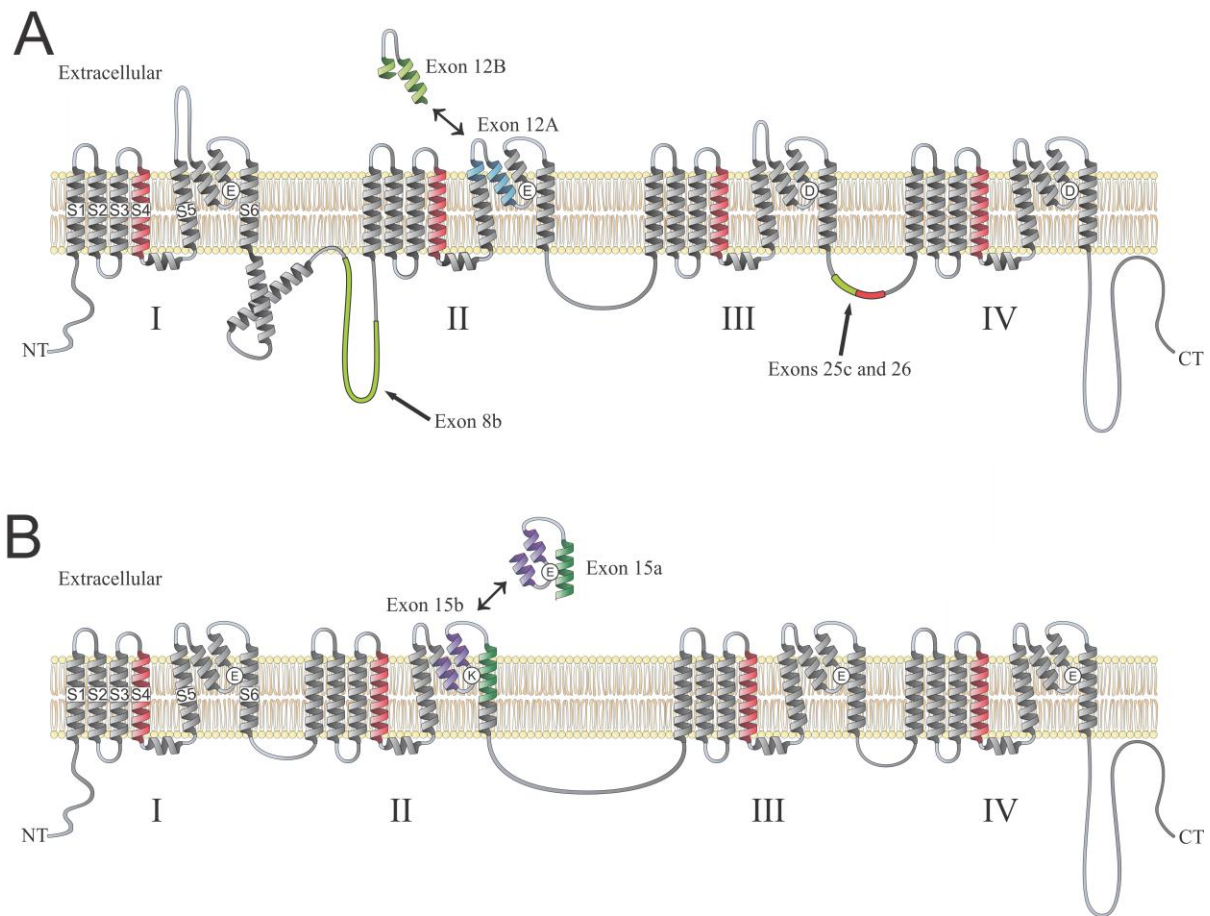 A
Extracellular
Exon 12B
Exon 12A
E
E
D
D
S1 S2 S3 S4 S5 S6
I
II
III
IV
NT
CT
Exons 25c and 26
Exon 8b
B
Extracellular
Exon 15a
E
Exon 15b
E
K
E
E
S1 S2 S3 S4 S5 S6
I
II
III
IV
NT
CT